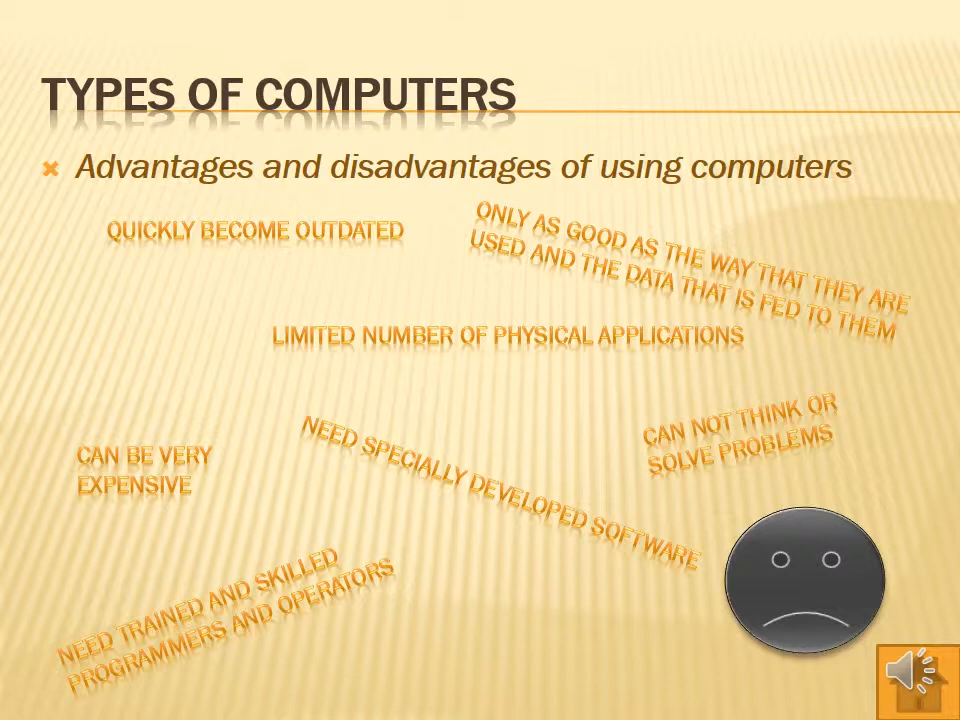 TYPES OF COMPUTERS
Advantages and disadvantages of using computers
QUICKLY BECOME OUTDATED
ONLY AS GOOD AS THE WAY THAT THEY ARE
USED AND THE DATA THAT IS FED TO THEM
LIMITED NUMBER OF PHYSICAL APPLICATIONS
CAN NOT THINK OR
SOLVE PROBLEMS
CAN BE VERY
EXPENSIVE
NEED SPECIALLY DEVELOPED SOFTWARE
NEED TRAINED AND SKILLED
PROGRAMMERS AND OPERATORS